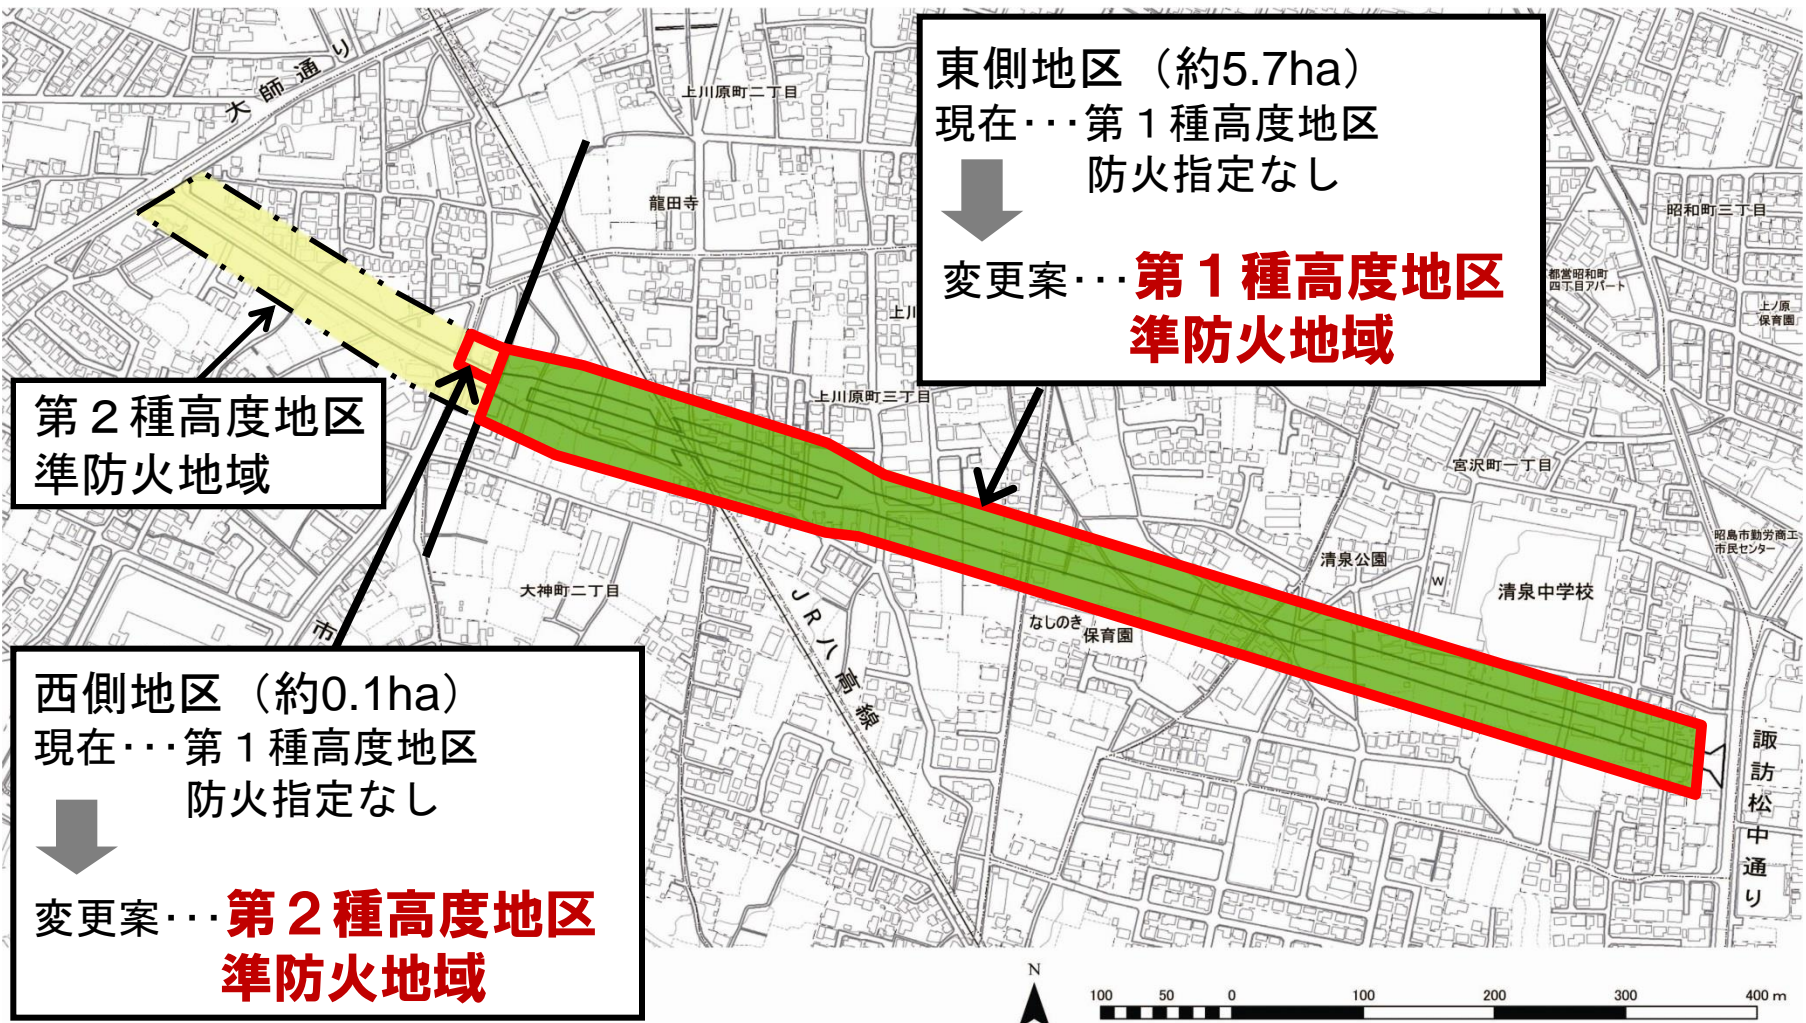 東側地区（約5.7ha）
現在･･･第１種高度地区
防火指定なし
変更案･･･第１種高度地区
準防火地域
第２種高度地区
準防火地域
西側地区（約0.1ha）
現在･･･第１種高度地区
防火指定なし
変更案･･･第２種高度地区
準防火地域
大師通り
上川原町二丁目
龍田寺
上川
上川原町三丁目
昭和町三丁目
都営昭和町
四丁目アパート
上ノ原
保育園
宮沢町一丁目
昭島市勤労商工
市民センター
清泉公園
W
清泉中学校
大神町二丁目
市
JR八高線
なしのき
保育園
諏訪松中通り
N
100 50 0 100 200 300 400 m